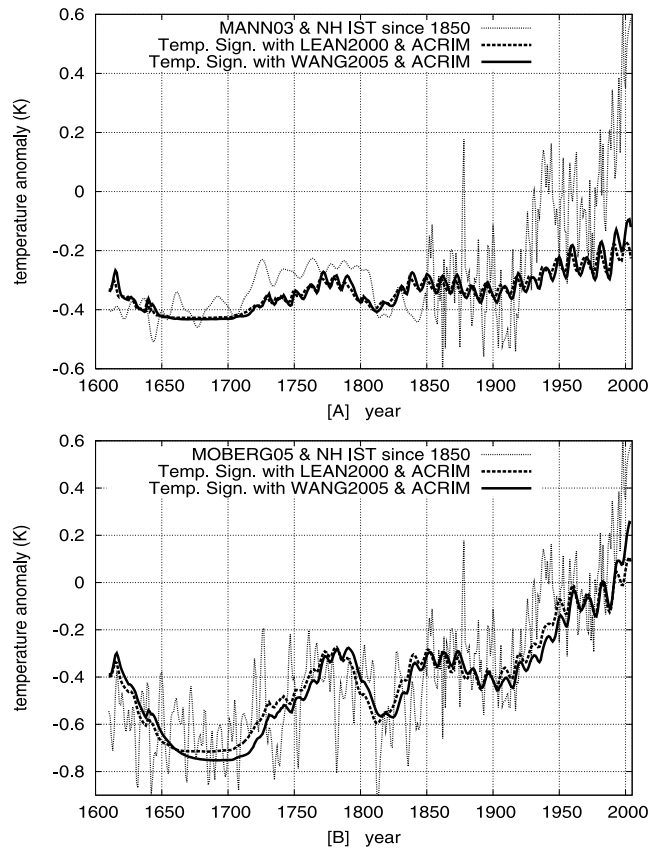 MANN03 & NH IST since 1850
Temp. Sign. with LEAN2000 & ACRIM
Temp. Sign. with WANG2005 & ACRIM
temperature anomaly (K)
0.6
0.4
0.2
0
-0.2
-0.4
-0.6
1600 1650 1700 1750 1800 1850 1900 1950 2000
[A] year
MOBERG05 & NH IST since 1850
Temp. Sign. with LEAN2000 & ACRIM
Temp. Sign. with WANG2005 & ACRIM
temperature anomaly (K)
0.6
0.4
0.2
0
-0.2
-0.4
-0.6
-0.8
1600 1650 1700 1750 1800 1850 1900 1950 2000
[B] year